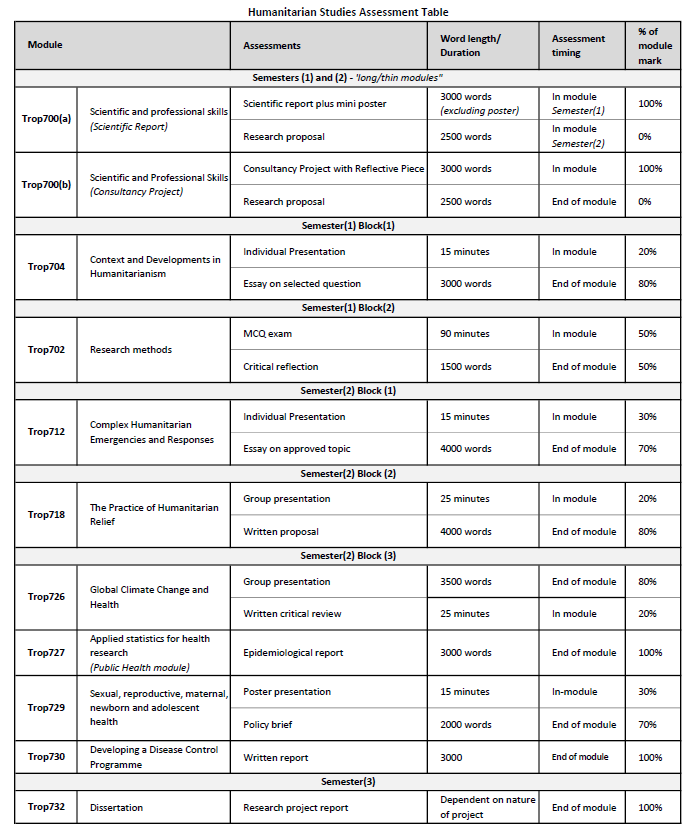 Humanitarian Studies Assessment Table
Module
Assessments
Word length/
Duration
Assessment
timing
% of
module
mark
Semesters (1) and (2) - 'long/thin modules"
Trop700(a)
Scientific and professional skills
(Scientific Report)
Scientific report plus mini poster
3000 words
(excluding poster)
In module
Semester(1)
100%
Research proposal
2500 words
In module
Semester(2)
0%
Trop700(b)
Scientific and Professional Skills
(Consultancy Project)
Consultancy Project with Reflective Piece
3000 words
In module
100%
Research proposal
2500 words
End of module
0%
Semester(1) Block(1)
Trop704
Context and Developments in
Humanitarianism
Individual Presentation
15 minutes
In module
20%
Essay on selected question
3000 words
End of module
80%
Semester(1) Block(2)
Trop702
Research methods
MCQ exam
90 minutes
In module
50%
Critical reflection
1500 words
End of module
50%
Semester(2) Block (1)
Trop712
Complex Humanitarian
Emergencies and Responses
Individual Presentation
15 minutes
In module
30%
Essay on approved topic
4000 words
End of module
70%
Semester(2) Block (2)
Trop718
The Practice of Humanitarian
Relief
Group presentation
25 minutes
In module
20%
Written proposal
4000 words
End of module
80%
Semester(2) Block (3)
Trop726
Global Climate Change and
Health
Group presentation
3500 words
End of module
80%
Written critical review
25 minutes
In module
20%
Trop727
Applied statistics for health
research
(Public Health module)
Epidemiological report
3000 words
End of module
100%
Trop729
Sexual, reproductive, maternal,
newborn and adolescent
health
Poster presentation
15 minutes
In-module
30%
Policy brief
2000 words
End of module
70%
Trop730
Developing a Disease Control
Programme
Written report
3000
End of module
100%
Semester(3)
Trop732
Dissertation
Research project report
Dependent on nature
of project
End of module
100%